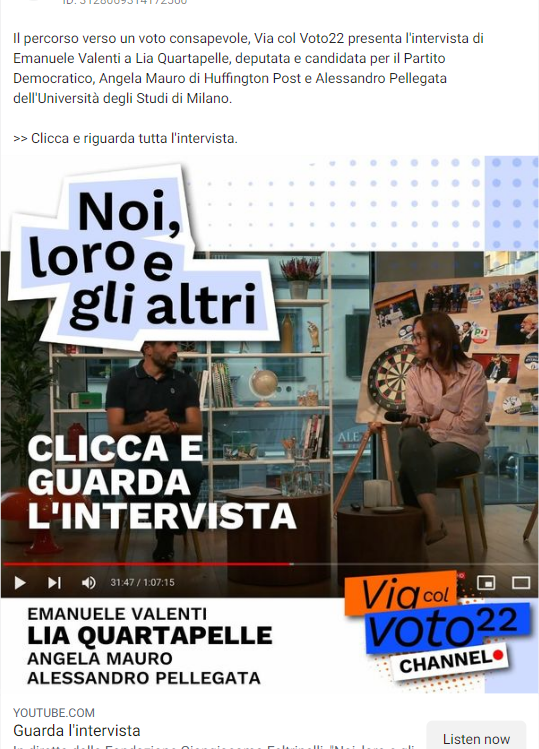 Il percorso verso un voto consapevole, Via col Voto22 presenta l'intervista di
Emanuele Valenti a Lia Quartapelle, deputata e candidata per il Partito
Democratico, Angela Mauro di Huffington Post e Alessandro Pellegata
dell'Università degli Studi di Milano.
>> Clicca e riguarda tutta l'intervista.
Noi,
loro e
gli altri
CLICCA E
GUARDA
L'INTERVISTA
31:47 / 1:07:15
EMANUELE VALENTI
LIA QUARTAPELLE
ANGELA MAURO
ALESSANDRO PELLEGATA
Via col
voto22
CHANNEL
YOUTUBE.COM
Guarda l'intervista
Listen now